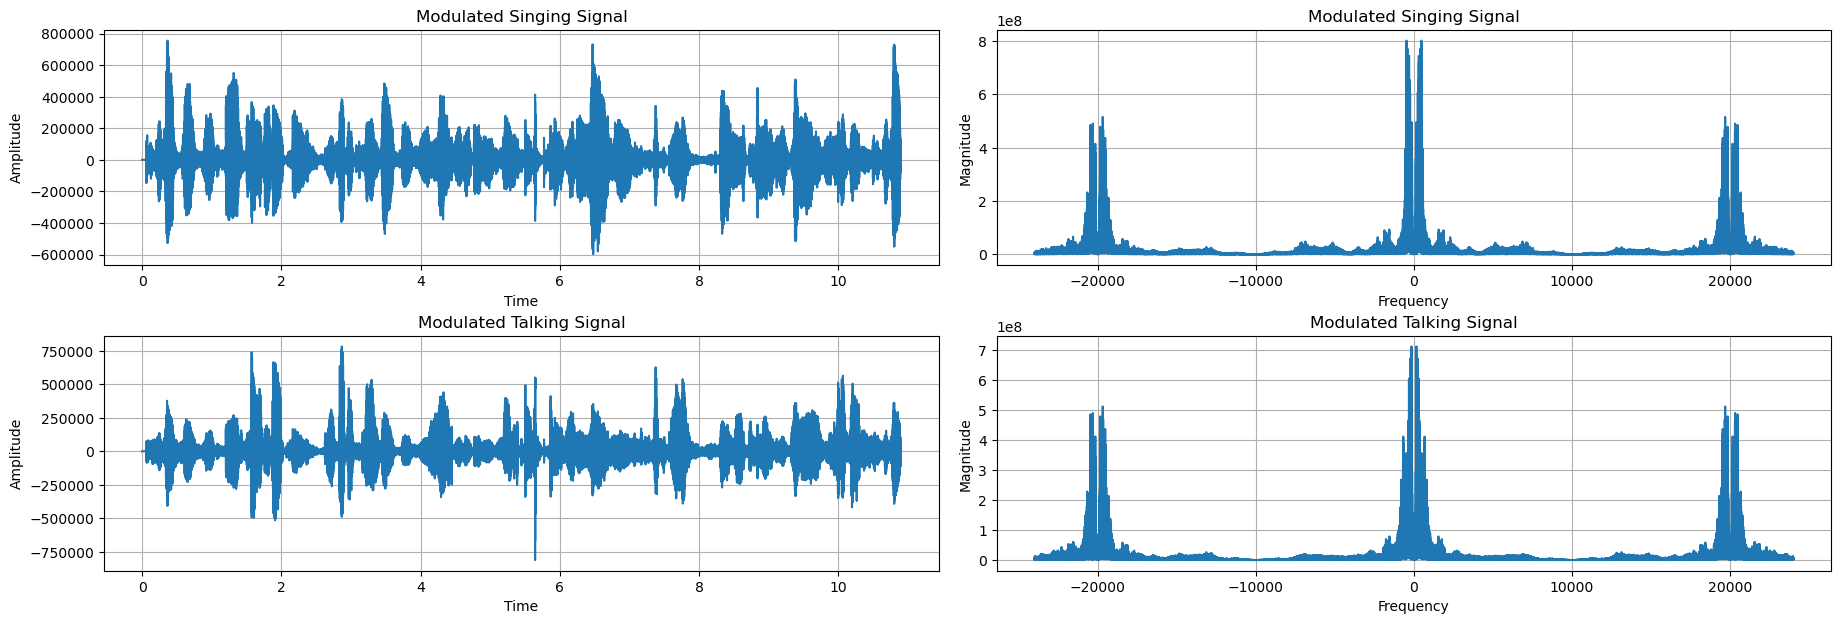 Modulated Singing Signal
800000
600000
400000
200000
0
−200000
−400000
−600000
Amplitude
0 2 4 6 8 10
Time
Modulated Singing Signal
1e8
8
6
4
2
0
Magnitude
−20000 −10000 0 10000 20000
Frequency
Modulated Talking Signal
750000
500000
250000
0
−250000
−500000
−750000
Amplitude
0 2 4 6 8 10
Time
Modulated Talking Signal
1e8
7
6
5
4
3
2
1
0
Magnitude
−20000 −10000 0 10000 20000
Frequency